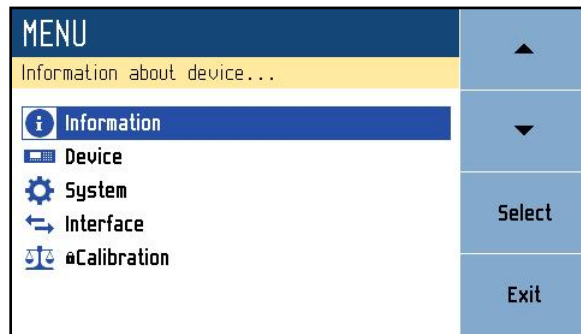 MENU
Information about device...
Information
Device
System
Interface
Calibration
Select
Exit